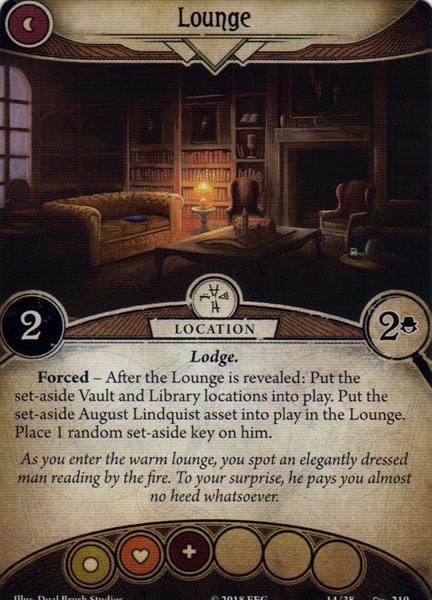 Lounge
2
2
LOCATION
Lodge.
Forced – After the Lounge is revealed: Put the
set-aside Vault and Library locations into play. Put the
set-aside August Lindquist asset into play in the Lounge.
Place 1 random set-aside key on him.
As you enter the warm lounge, you spot an elegantly dressed
man reading by the fire. To your surprise, he pays you almost
no heed whatsoever.
Illus. Dual Brush Studios © 2018 FFG 14/38 210